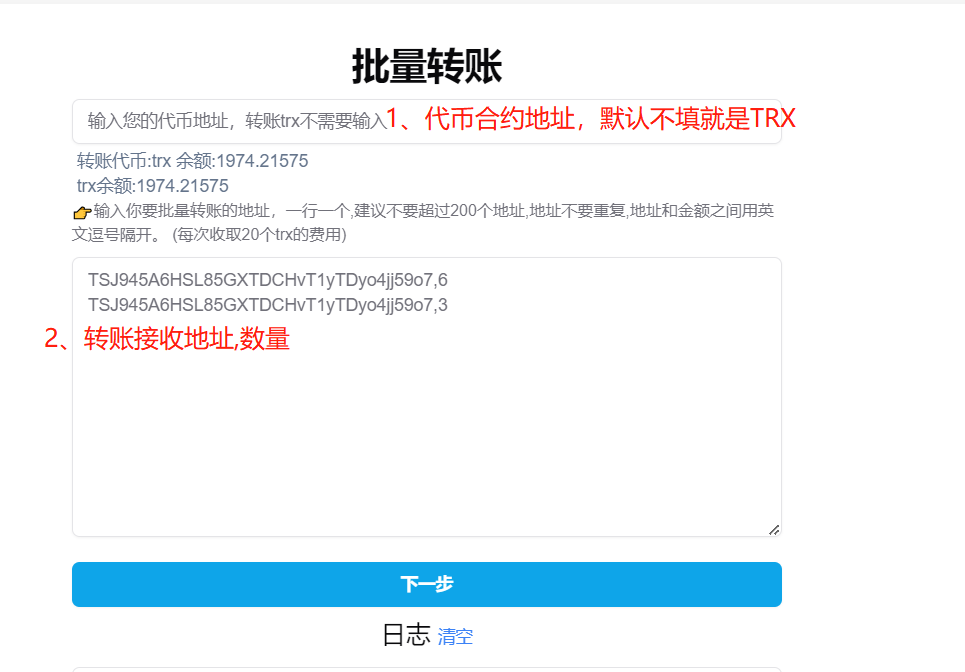 批量转账
输入您的代币地址，转账trx不需要输入1、代币合约地址，默认不填就是TRX
转账代币:trx 余额:1974.21575
trx余额:1974.21575
👉输入你要批量转账的地址，一行一个,建议不要超过200个地址,地址不要重复,地址和金额之间用英
文逗号隔开。 (每次收取20个trx的费用)
TSJ945A6HSL85GXTDCHvT1yTDyo4jj59o7,6
TSJ945A6HSL85GXTDCHvT1yTDyo4jj59o7,3
2、转账接收地址,数量
下一步
日志 清空